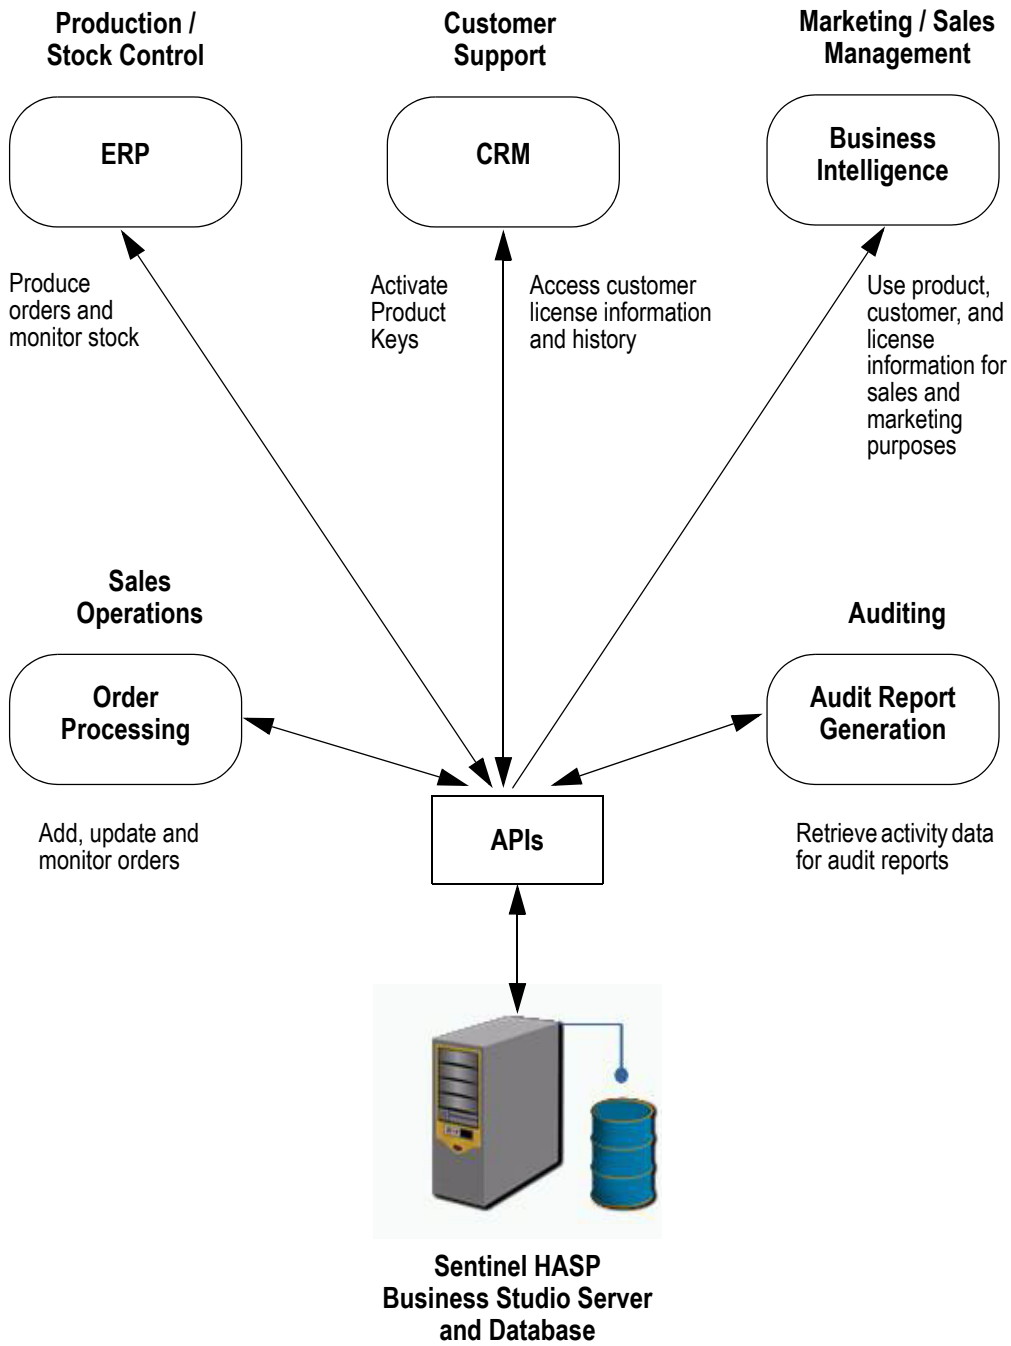 Production /
Stock Control
Customer
Support
Marketing / Sales
Management
ERP
CRM
Business
Intelligence
Produce
orders and
monitor stock
Activate
Product
Keys
Access customer
license information
and history
Use product,
customer, and
license
information for
sales and
marketing
purposes
Sales
Operations
Auditing
Order
Processing
Audit Report
Generation
Add, update and
monitor orders
APIs
Retrieve activity data
for audit reports
Sentinel HASP
Business Studio Server
and Database